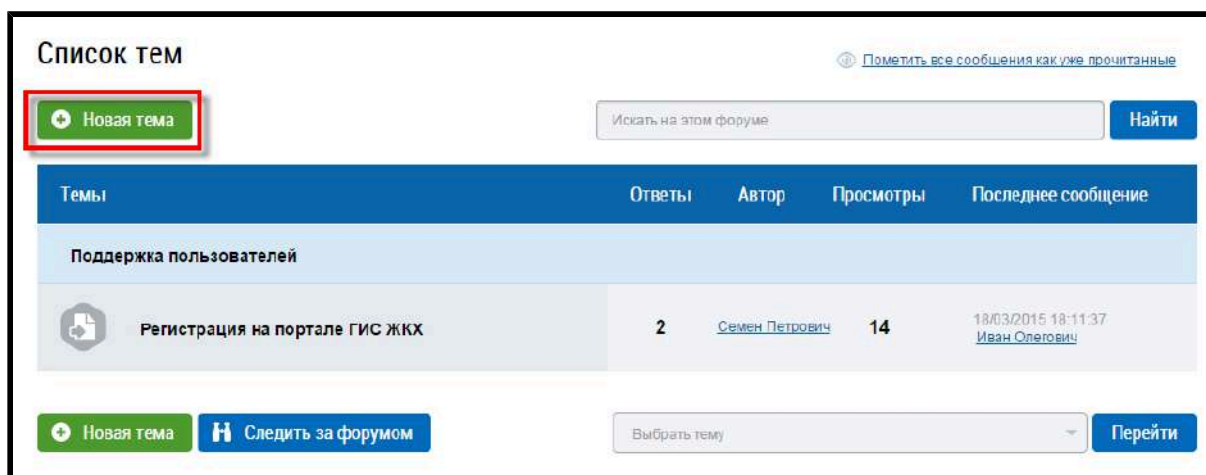 Список тем
Пометить все сообщения как уже прочитанные
Новая тема
Искать на этом форуме
Найти
Темы Ответы Автор Просмотры Последнее сообщение
Поддержка пользователей
Регистрация на портале ГИС ЖКХ 2 Семен Петрович 14 18/03/2015 18:11:37
Иван Олегович
Новая тема Следить за форумом Выбрать тему Перейти